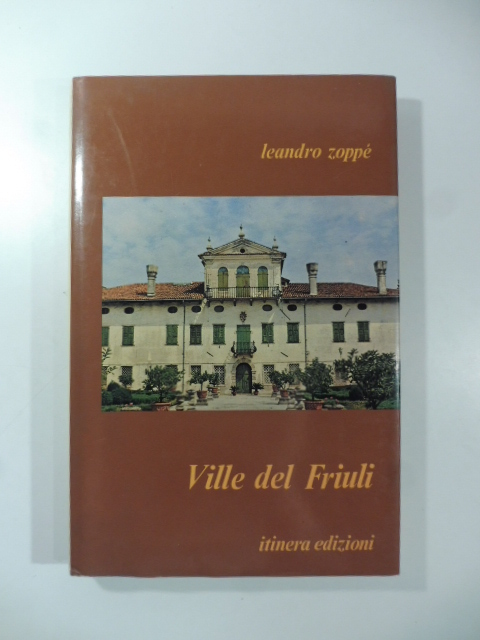 leandro zoppé
Ville del Friuli
itinera edizioni